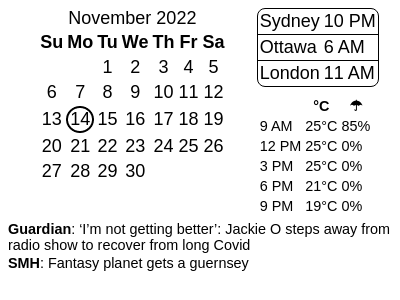 November 2022
Su Mo Tu We Th Fr Sa
1 2 3 4 5
6 7 8 9 10 11 12
13 14 15 16 17 18 19
20 21 22 23 24 25 26
27 28 29 30
Sydney 10 PM
Ottawa 6 AM
London 11 AM
°C ☂
9 AM 25°C 85%
12 PM 25°C 0%
3 PM 25°C 0%
6 PM 21°C 0%
9 PM 19°C 0%
Guardian: ‘I’m not getting better’: Jackie O steps away from
radio show to recover from long Covid
SMH: Fantasy planet gets a guernsey